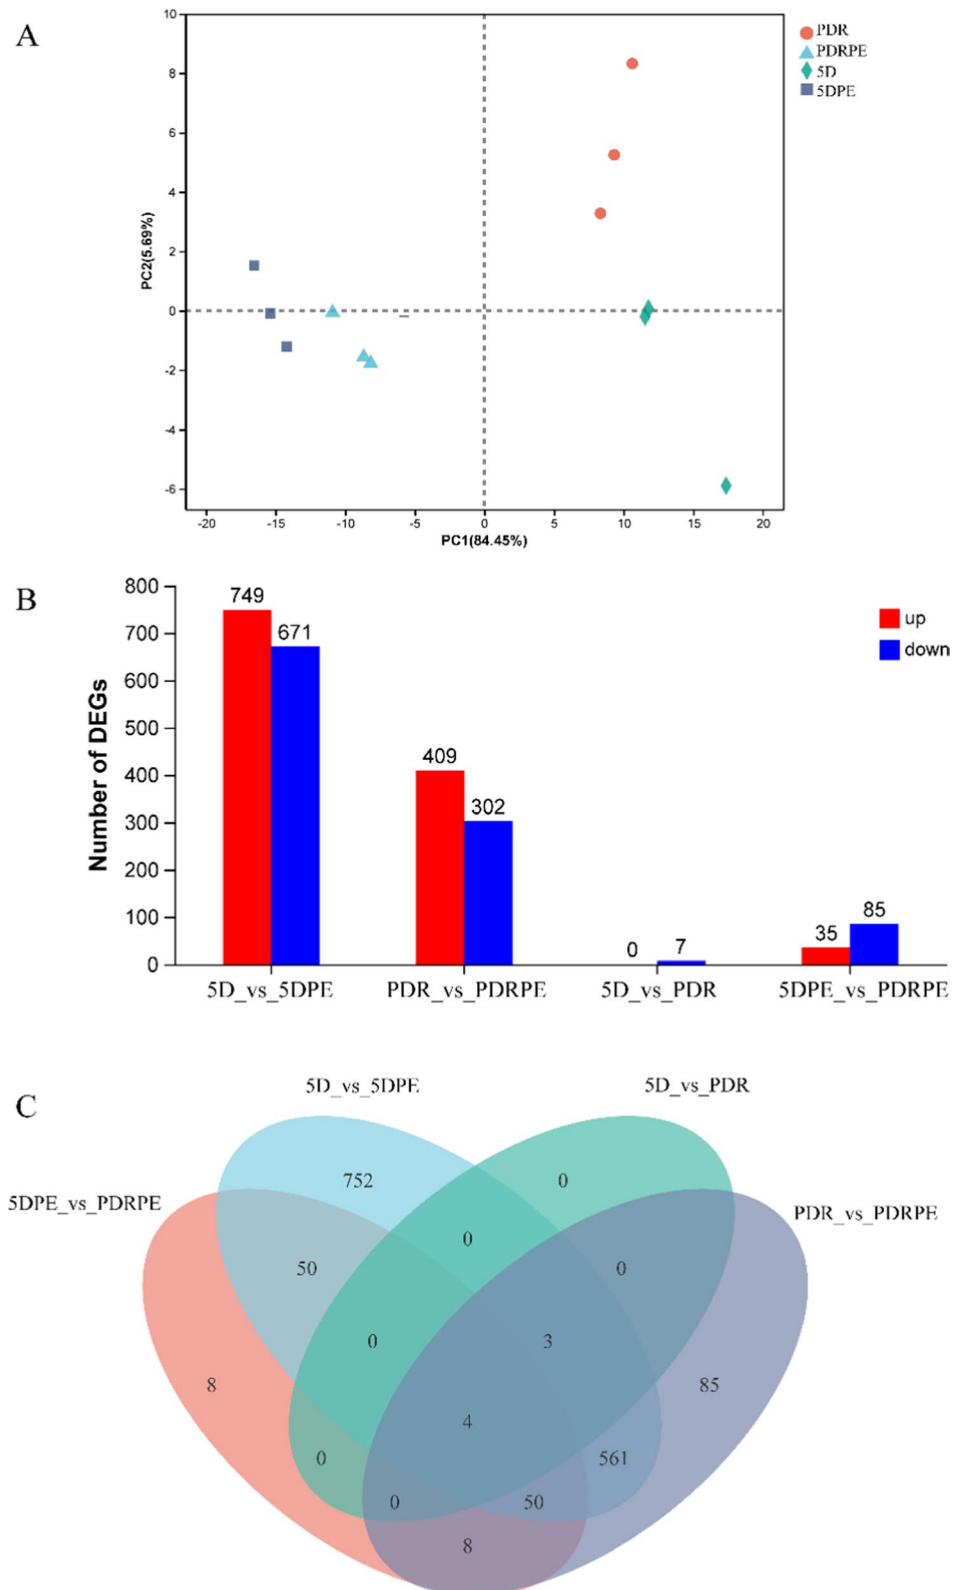 A
PDR
PDRPE
5D
5DPE
10
8
6
4
2
0
-2
-4
-6
PC2(5.69%)
-20 -15 -10 -5 0 5 10 15 20
PC1(84.45%)
B
up
down
800
700
600
500
400
300
200
100
0
Number of DEGs
749
671
409
302
0
7
35
85
5D_vs_5DPE PDR_vs_PDRPE 5D_vs_PDR 5DPE_vs_PDRPE
C
5D_vs_5DPE 5D_vs_PDR
5DPE_vs_PDRPE PDR_vs_PDRPE
752 0
0
50 0
0 3
8 85
4
0 561
0 50
8